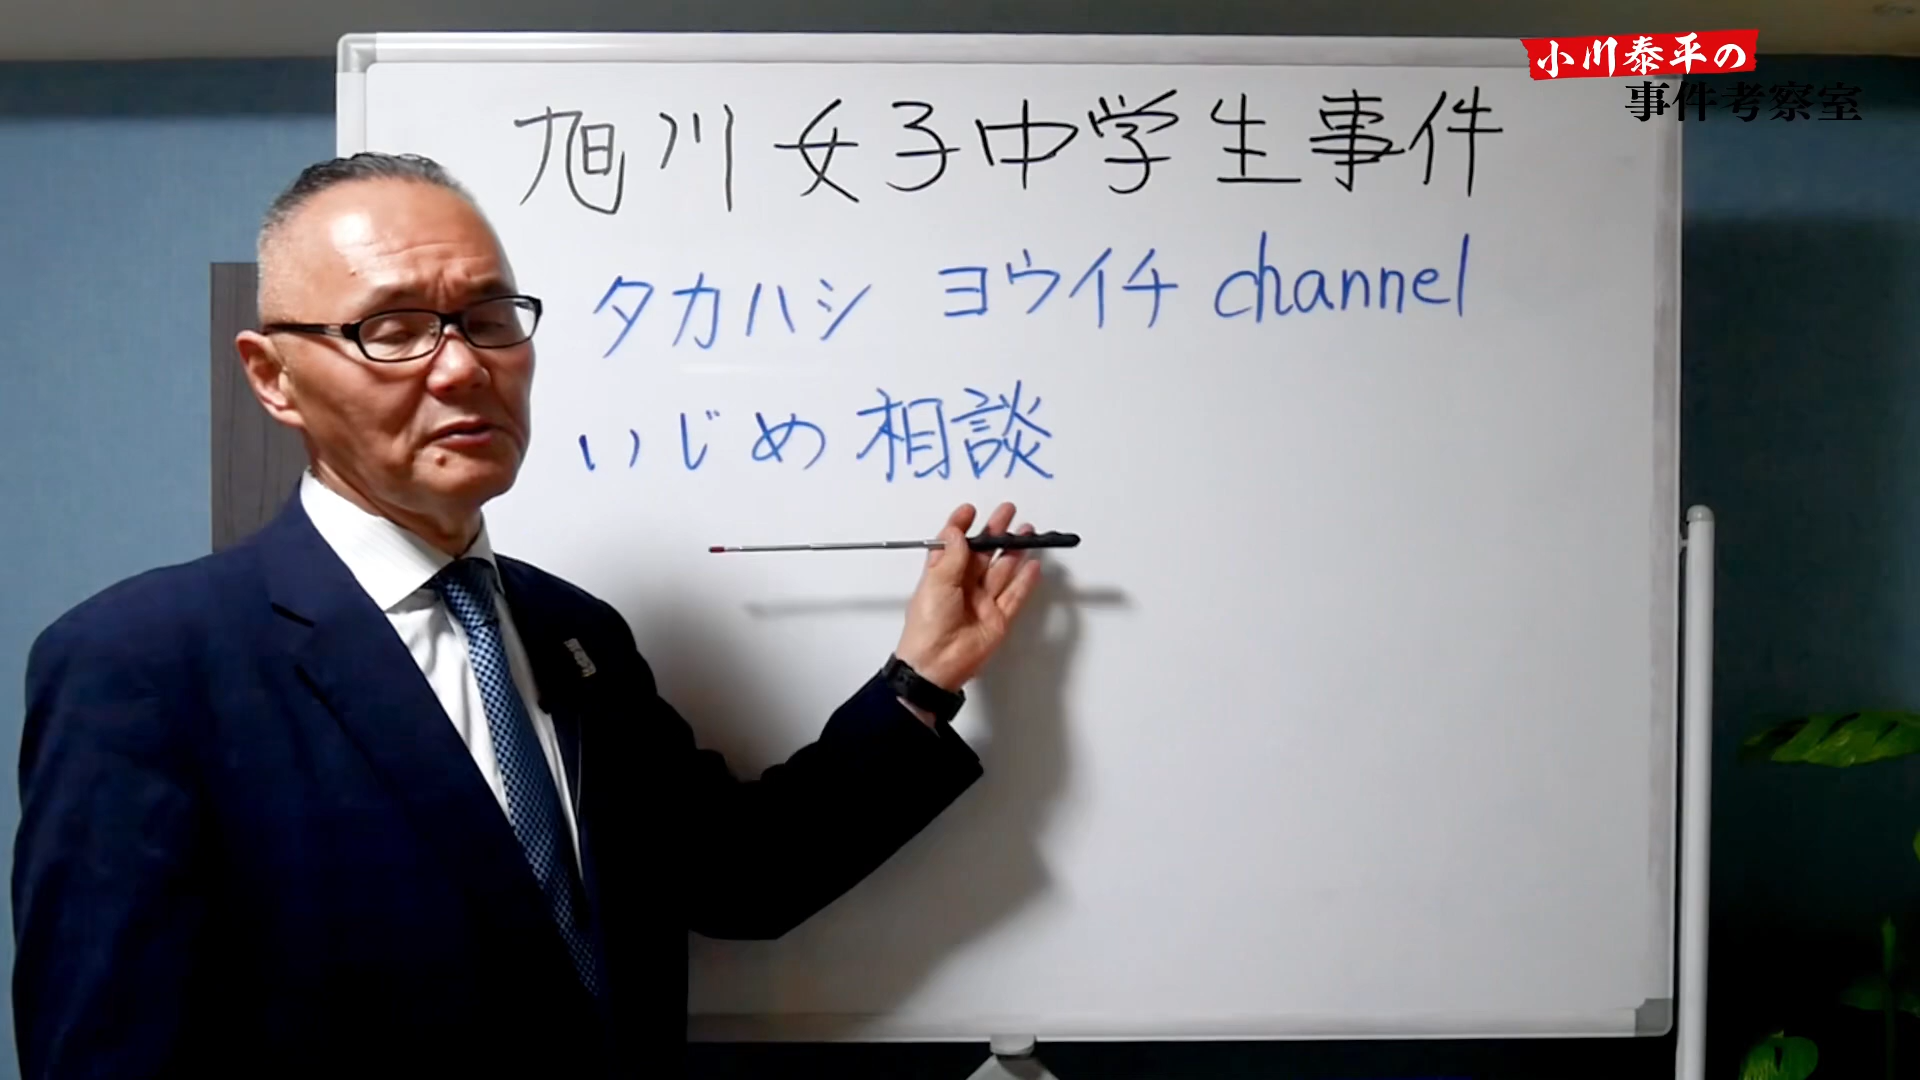 小川泰平の
事件考察室
旭川女子中学生事件
タカハシ ヨウイチ channel
いじめ相談